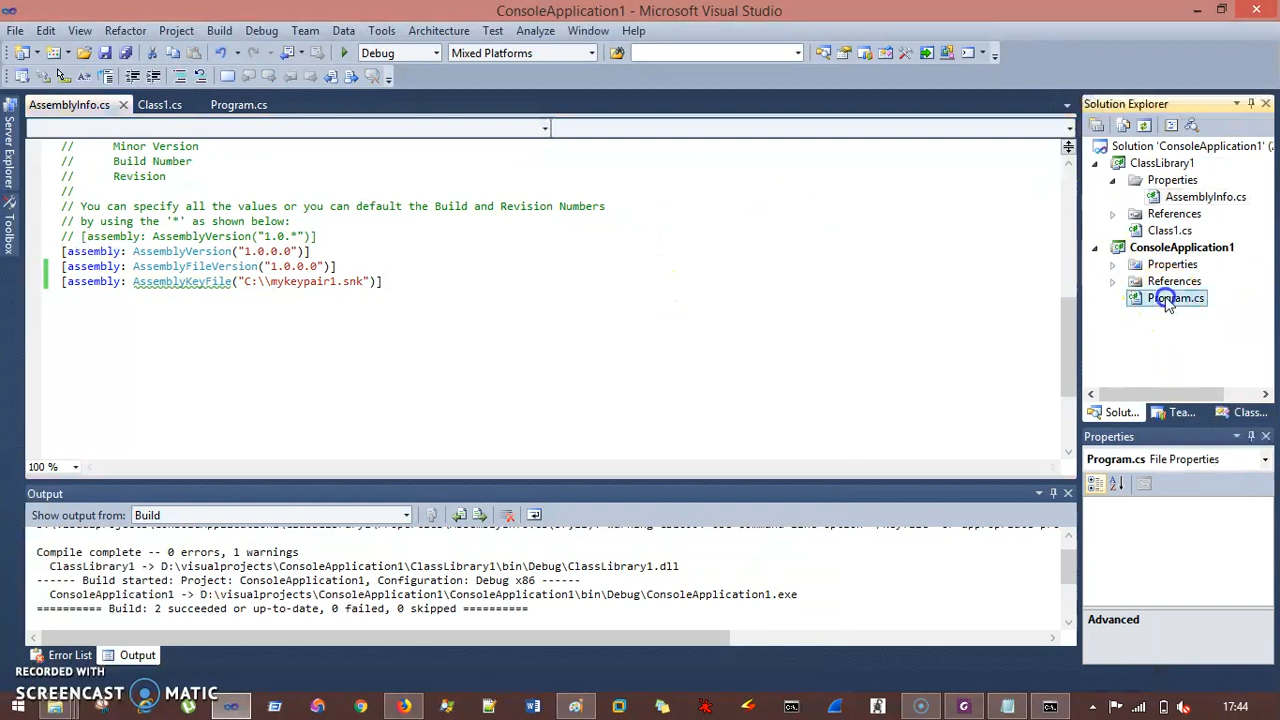 ConsoleApplication1 - Microsoft Visual Studio
File Edit View Refactor Project Build Debug Team Data Tools Architecture Test Analyze Window Help
Debug Mixed Platforms
AssemblyInfo.cs Class1.cs Program.cs
Server Explorer
Toolbox
// Minor Version
// Build Number
// Revision
//
// You can specify all the values or you can default the Build and Revision Numbers
// by using the '*' as shown below:
// [assembly: AssemblyVersion("1.0.*")]
[assembly: AssemblyVersion("1.0.0.0")]
[assembly: AssemblyFileVersion("1.0.0.0")]
[assembly: AssemblyKeyFile("C:\\mykeypair1.snk")]
100 %
Solution Explorer
Solution 'ConsoleApplication1' (
ClassLibrary1
Properties
AssemblyInfo.cs
References
Class1.cs
ConsoleApplication1
Properties
References
Program.cs
Solut... Tea... Class...
Properties
Program.cs File Properties
Advanced
Output
Show output from: Build
Compile complete -- 0 errors, 1 warnings
ClassLibrary1 -> D:\visualprojects\ConsoleApplication1\ClassLibrary1\bin\Debug\ClassLibrary1.dll
------ Build started: Project: ConsoleApplication1, Configuration: Debug x86 ------
ConsoleApplication1 -> D:\visualprojects\ConsoleApplication1\ConsoleApplication1\bin\Debug\ConsoleApplication1.exe
========== Build: 2 succeeded or up-to-date, 0 failed, 0 skipped ==========
Error List Output
RECORDED WITH
SCREENCAST MATIC
17:44